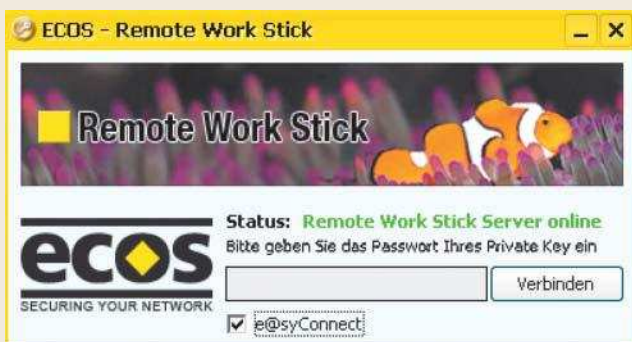 ECOS - Remote Work Stick
Remote Work Stick
ecos
SECURING YOUR NETWORK
Status: Remote Work Stick Server online
Bitte geben Sie das Passwort Ihres Private Key ein
Verbinden
e@syConnect